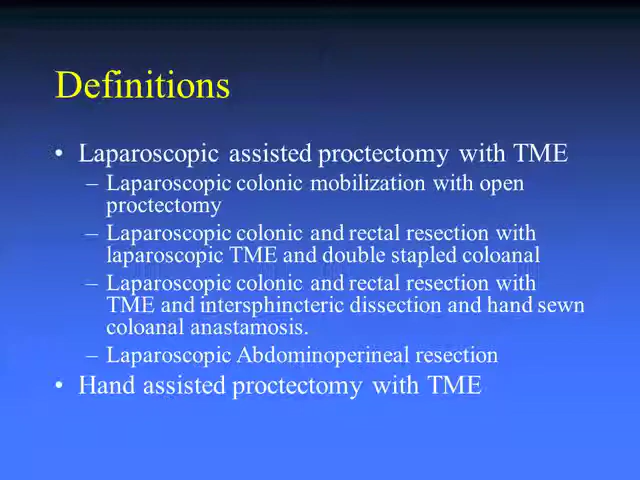 Definitions
• Laparoscopic assisted proctectomy with TME
– Laparoscopic colonic mobilization with open
proctectomy
– Laparoscopic colonic and rectal resection with
laparoscopic TME and double stapled coloanal
– Laparoscopic colonic and rectal resection with
TME and intersphincteric dissection and hand sewn
coloanal anastamosis.
– Laparoscopic Abdominoperineal resection
• Hand assisted proctectomy with TME